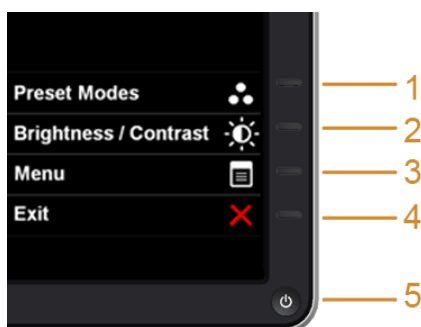 Preset Modes 1
Brightness / Contrast 2
Menu 3
Exit 4
5